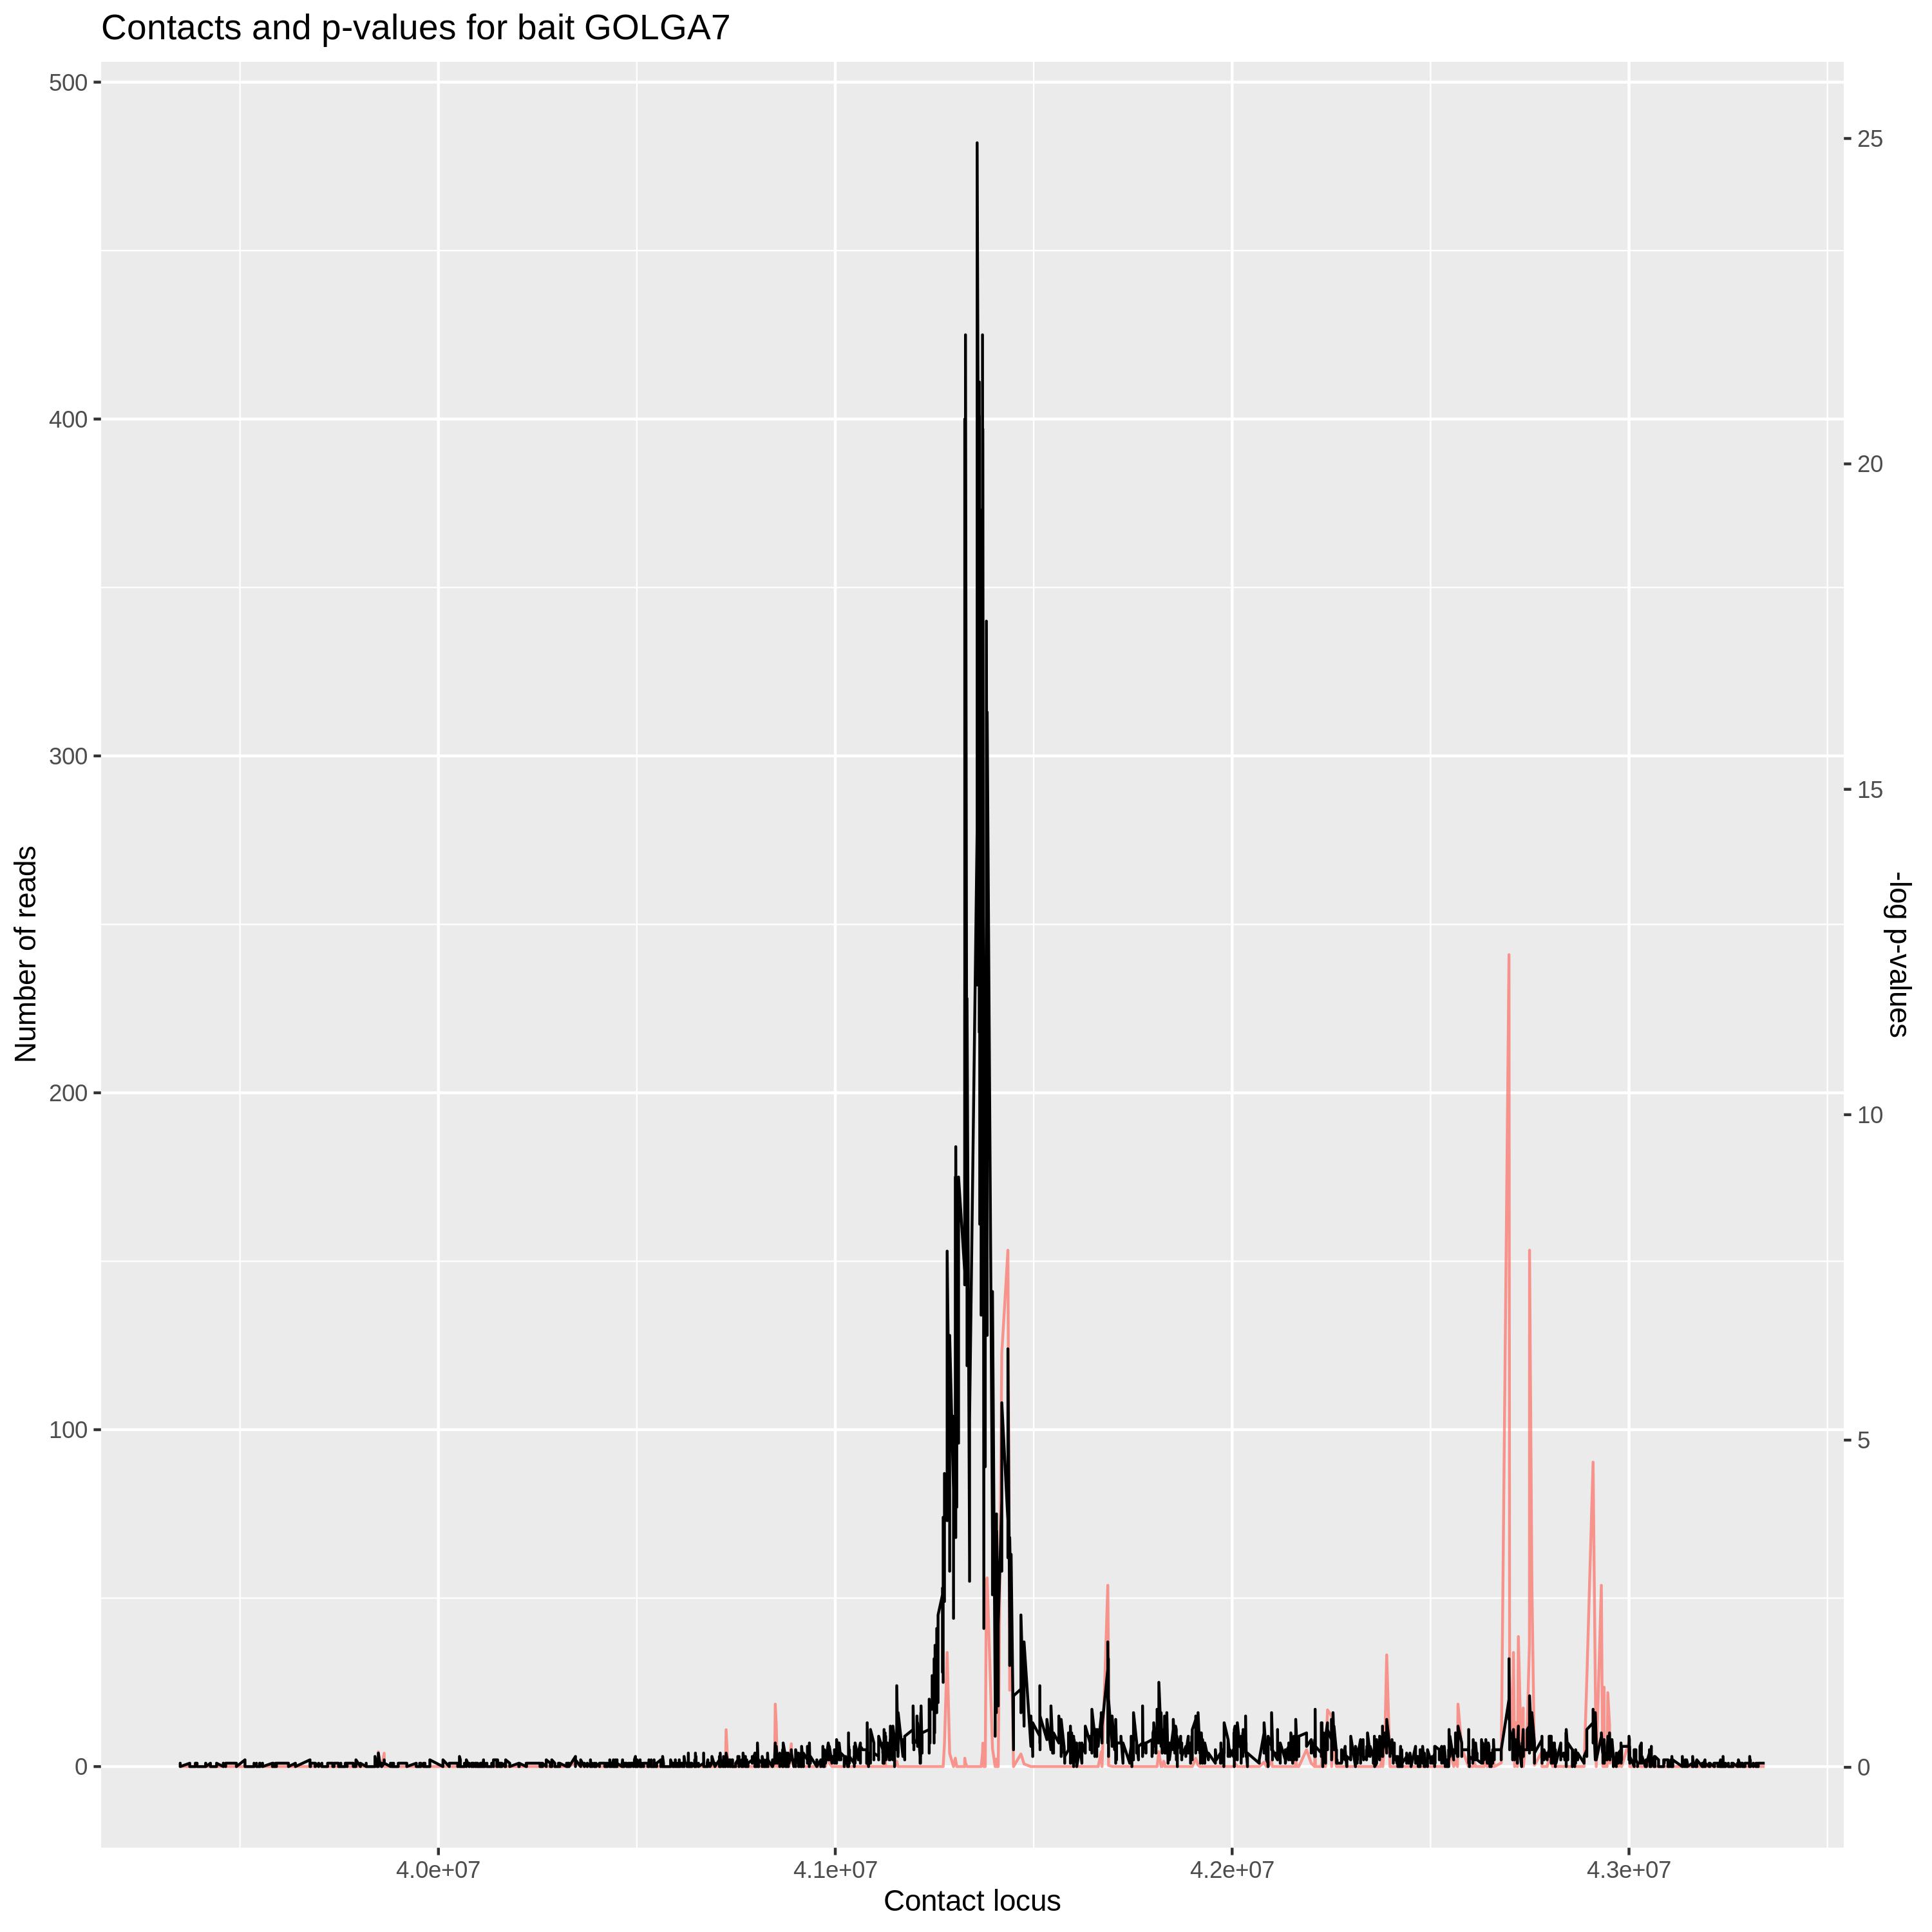 Contacts and p-values for bait GOLGA7
500
400
300
200
100
0
Number of reads
25
20
15
10
5
0
-log p-values
4.0e+07 4.1e+07 4.2e+07 4.3e+07
Contact locus